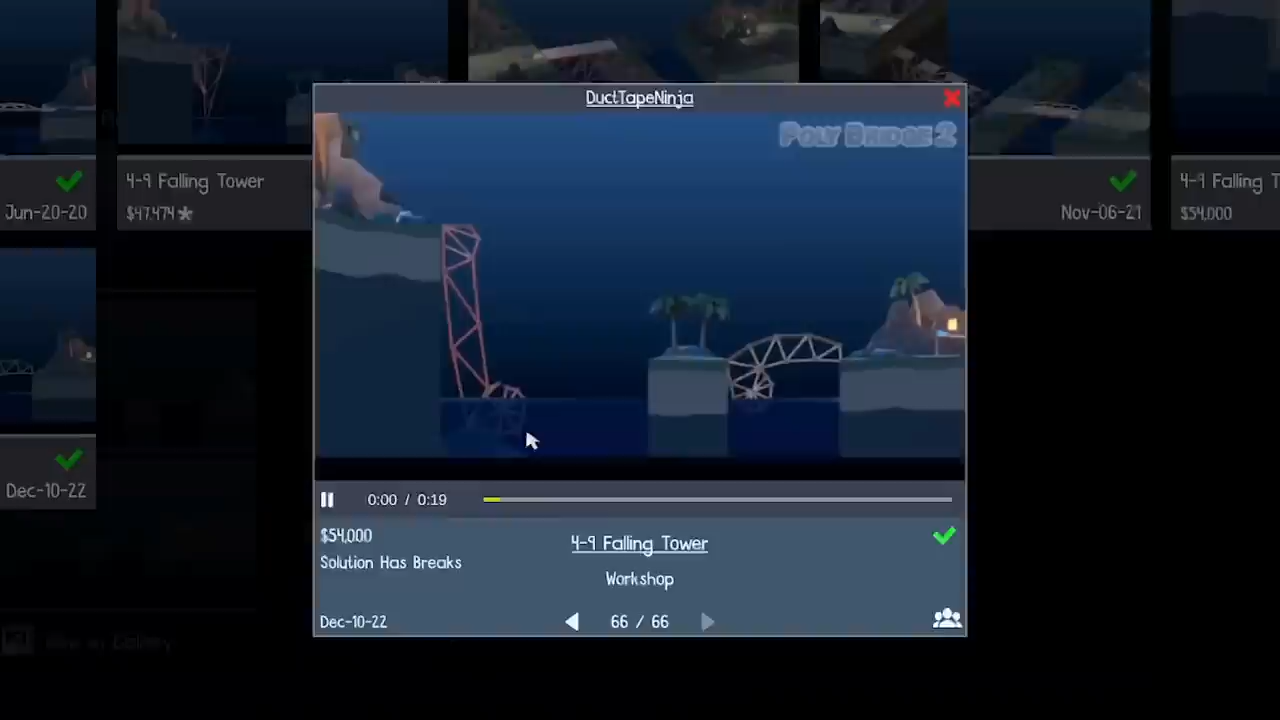 DuctTapeNinja
POLY BRIDGE 2
Jun-20-20
4-9 Falling Tower
$47,474
Nov-06-21
4-9 Falling T
$54,000
Dec-10-22
0:00 / 0:19
$54,000
Solution Has Breaks
4-9 Falling Tower
Workshop
Dec-10-22
66 / 66